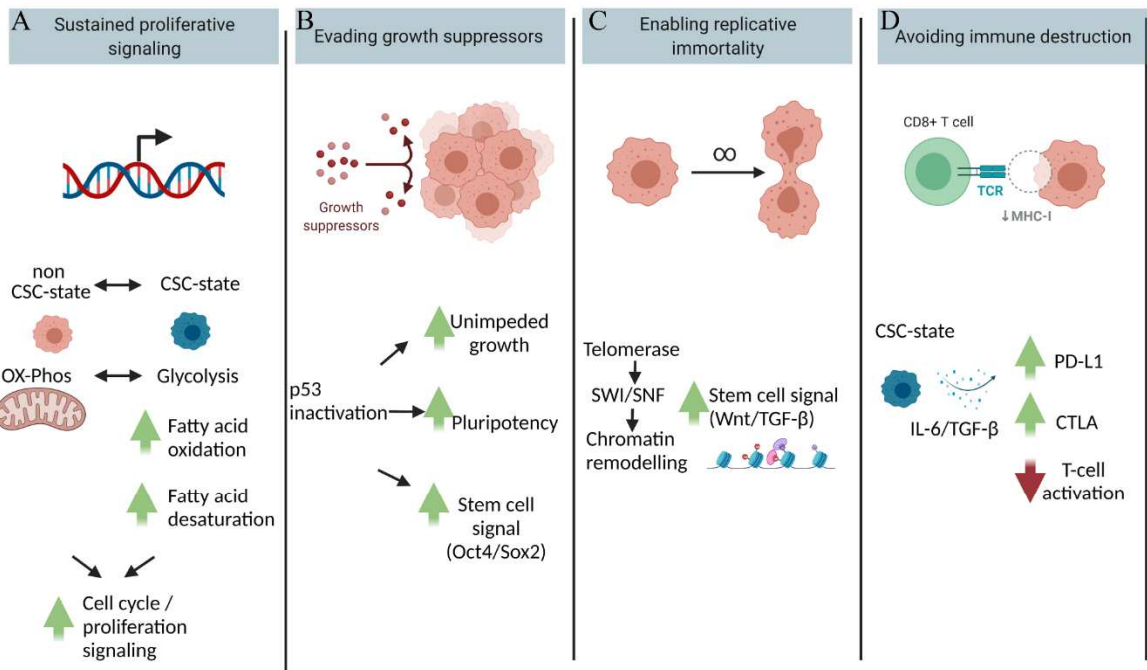 A
Sustained proliferative
signaling
non
CSC-state
CSC-state
OX-Phos
Glycolysis
Fatty acid
oxidation
Fatty acid
desaturation
Cell cycle /
proliferation
signaling
B
Evading growth suppressors
Growth
suppressors
p53
inactivation
Unimpeded
growth
Pluripotency
Stem cell
signal
(Oct4/Sox2)
C
Enabling replicative
immortality
∞
Telomerase
SWI/SNF
Chromatin
remodelling
Stem cell signal
(Wnt/TGF-β)
D
Avoiding immune destruction
CD8+ T cell
TCR
↓MHC-I
CSC-state
IL-6/TGF-β
PD-L1
CTLA
T-cell
activation